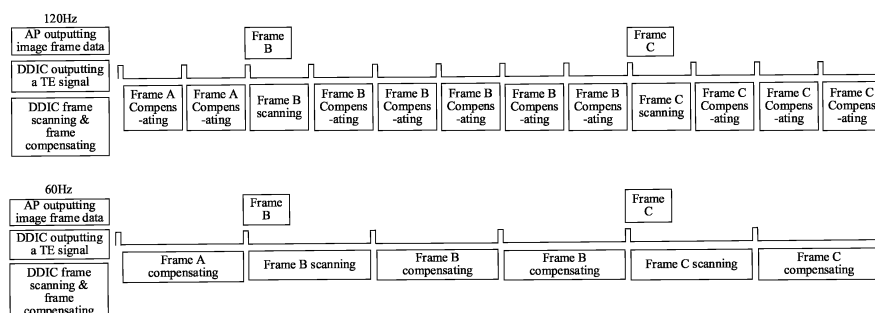 120Hz
AP outputting
image frame data
Frame
B
Frame
C
DDIC outputting
a TE signal
DDIC frame
scanning &
frame
compensating
Frame A
Compens
-ating
Frame A
Compens
-ating
Frame B
scanning
Frame B
Compens
-ating
Frame B
Compens
-ating
Frame B
Compens
-ating
Frame B
Compens
-ating
Frame B
Compens
-ating
Frame C
scanning
Frame C
Compens
-ating
Frame C
Compens
-ating
Frame C
Compens
-ating
60Hz
AP outputting
image frame data
Frame
B
Frame
C
DDIC outputting
a TE signal
DDIC frame
scanning &
frame
compensating
Frame A
compensating
Frame B scanning
Frame B
compensating
Frame B
compensating
Frame C scanning
Frame C
compensating